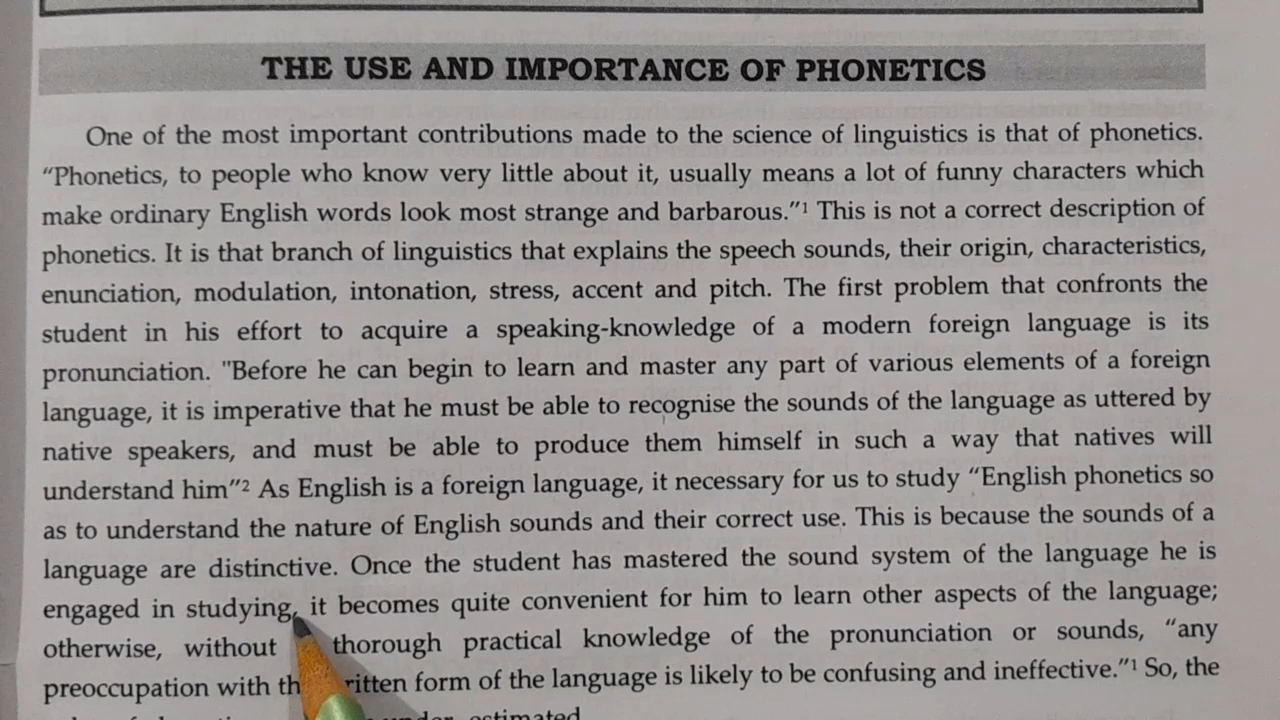 THE USE AND IMPORTANCE OF PHONETICS
One of the most important contributions made to the science of linguistics is that of phonetics.
“Phonetics, to people who know very little about it, usually means a lot of funny characters which
make ordinary English words look most strange and barbarous.”¹ This is not a correct description of
phonetics. It is that branch of linguistics that explains the speech sounds, their origin, characteristics,
enunciation, modulation, intonation, stress, accent and pitch. The first problem that confronts the
student in his effort to acquire a speaking-knowledge of a modern foreign language is its
pronunciation. "Before he can begin to learn and master any part of various elements of a foreign
language, it is imperative that he must be able to recognise the sounds of the language as uttered by
native speakers, and must be able to produce them himself in such a way that natives will
understand him”² As English is a foreign language, it necessary for us to study “English phonetics so
as to understand the nature of English sounds and their correct use. This is because the sounds of a
language are distinctive. Once the student has mastered the sound system of the language he is
engaged in studying, it becomes quite convenient for him to learn other aspects of the language;
otherwise, without thorough practical knowledge of the pronunciation or sounds, “any
preoccupation with form of the language is likely to be confusing and ineffective.”¹ So, the
estimated